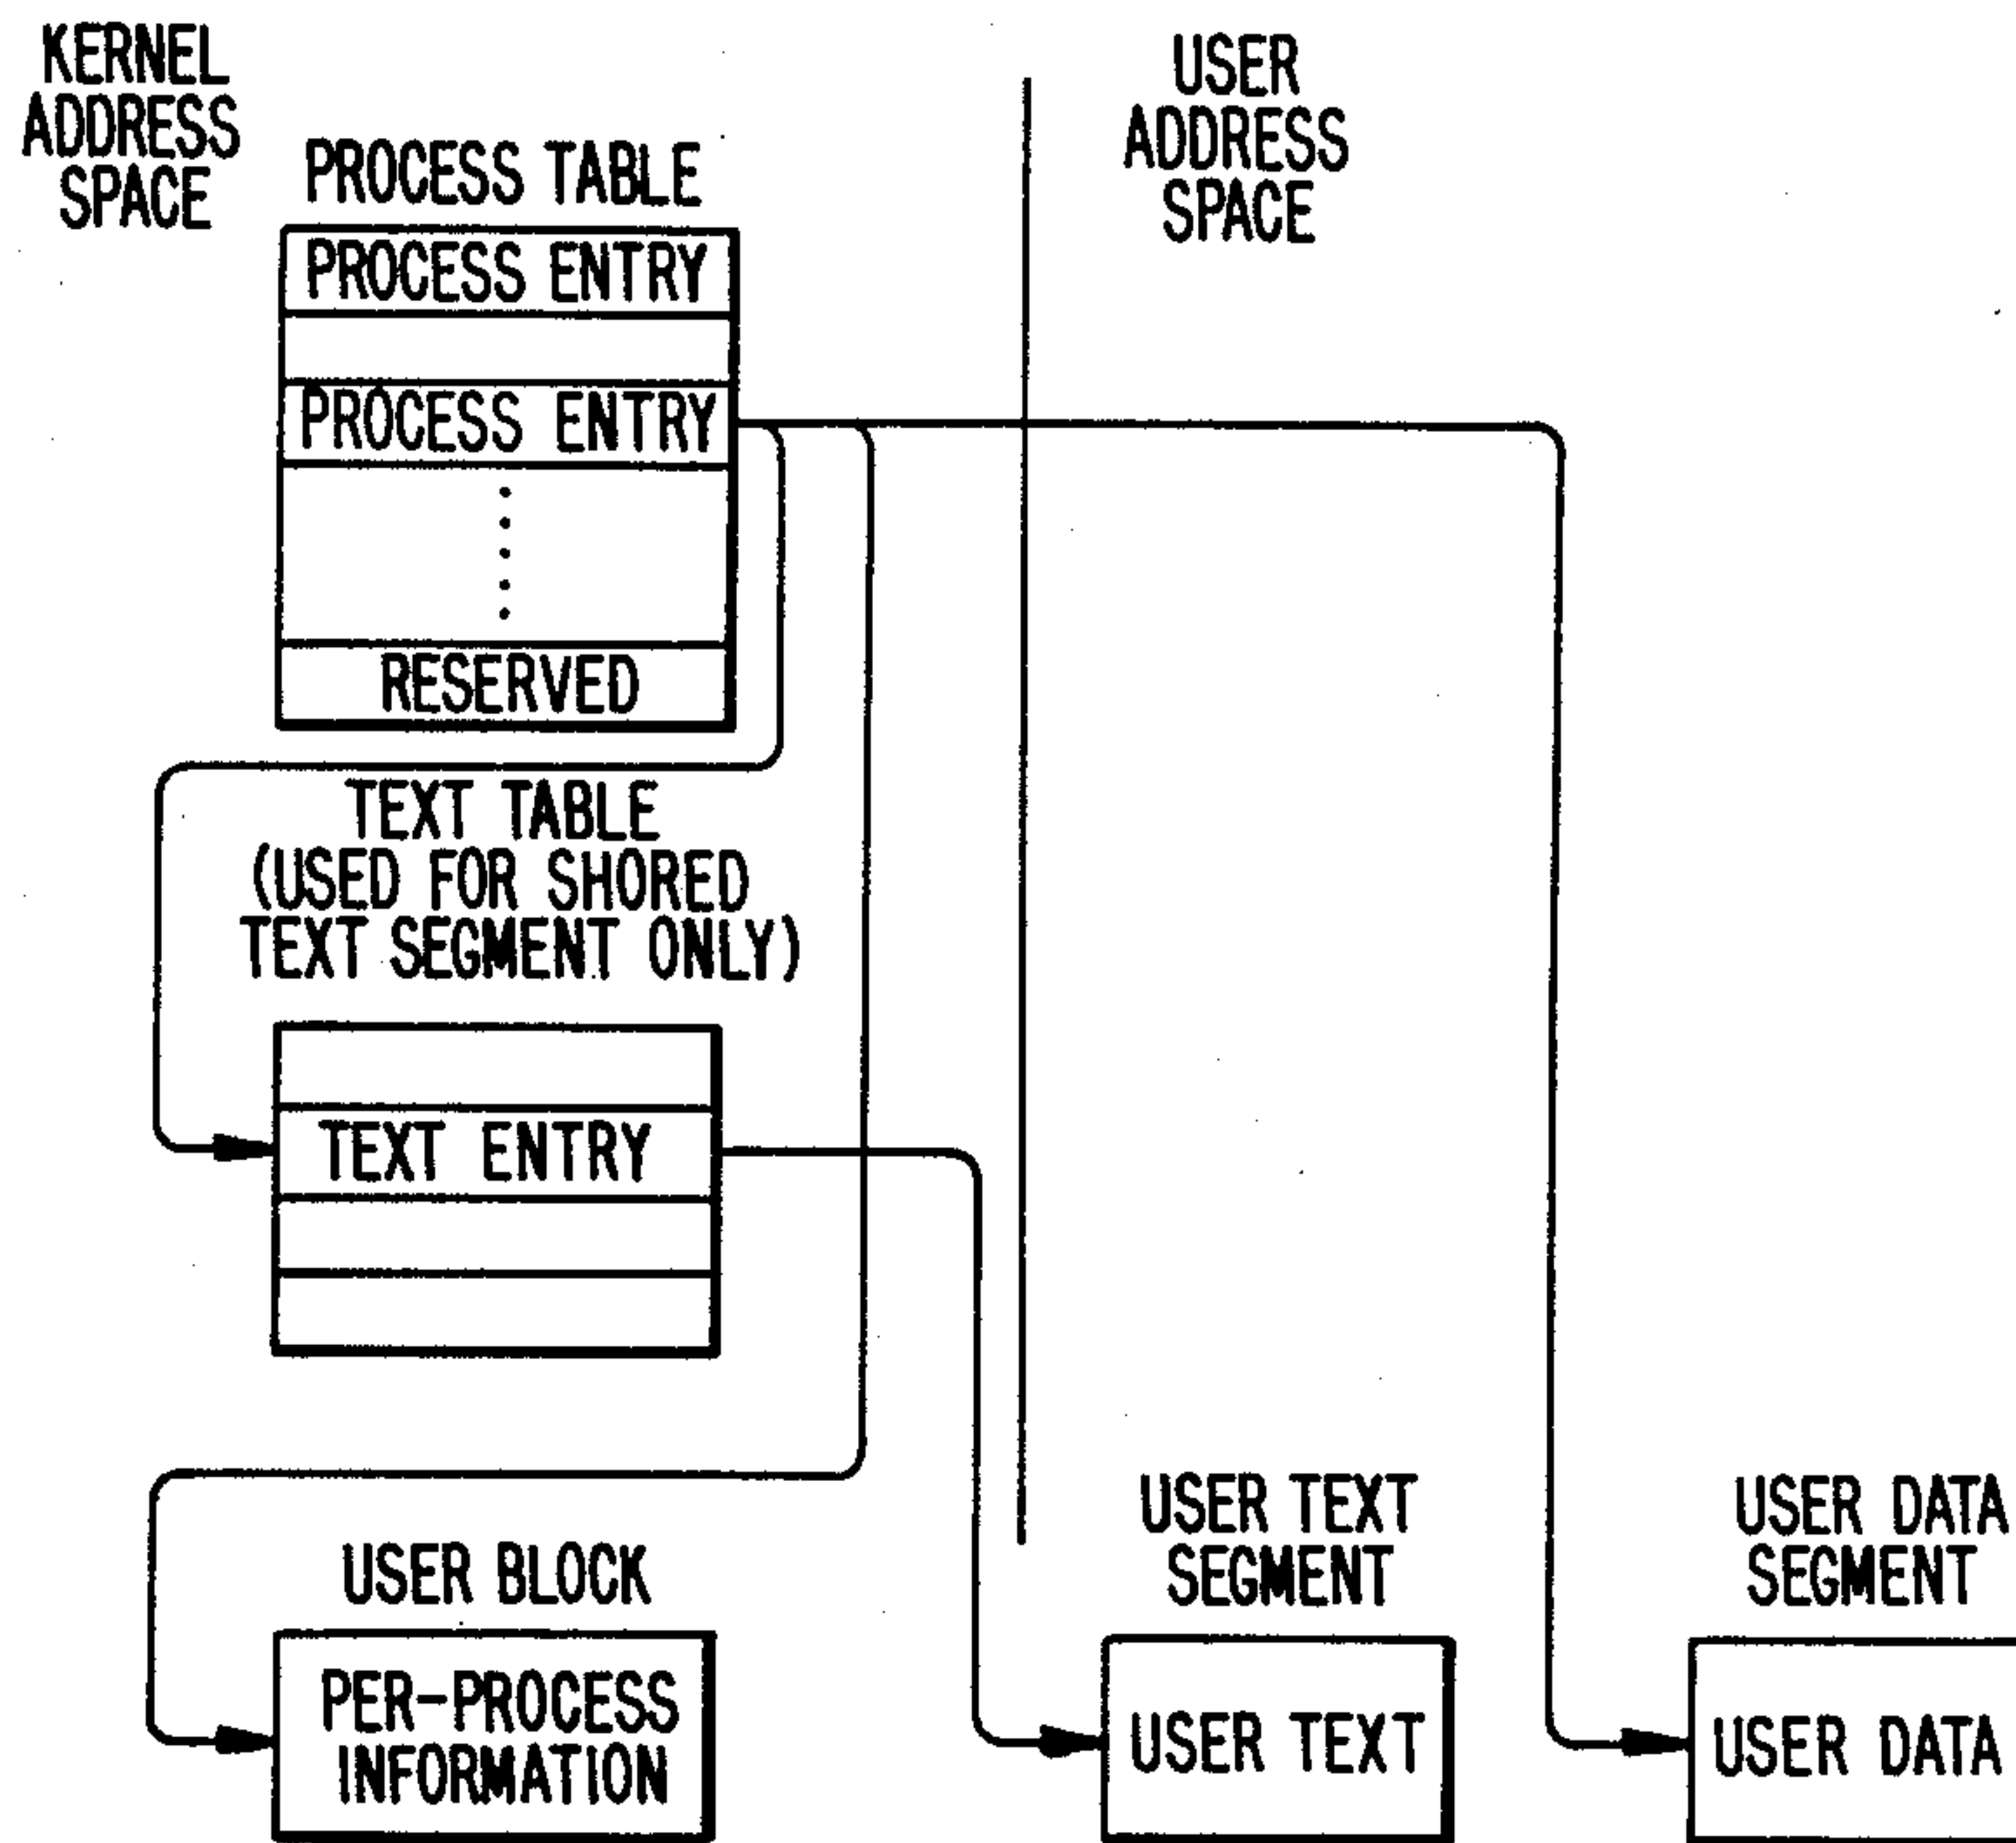 KERNEL
ADDRESS
SPACE
USER
ADDRESS
SPACE
PROCESS TABLE
PROCESS ENTRY
PROCESS ENTRY
RESERVED
TEXT TABLE
(USED FOR SHORED
TEXT SEGMENT ONLY)
TEXT ENTRY
USER BLOCK
PER-PROCESS
INFORMATION
USER TEXT
SEGMENT
USER TEXT
USER DATA
SEGMENT
USER DATA